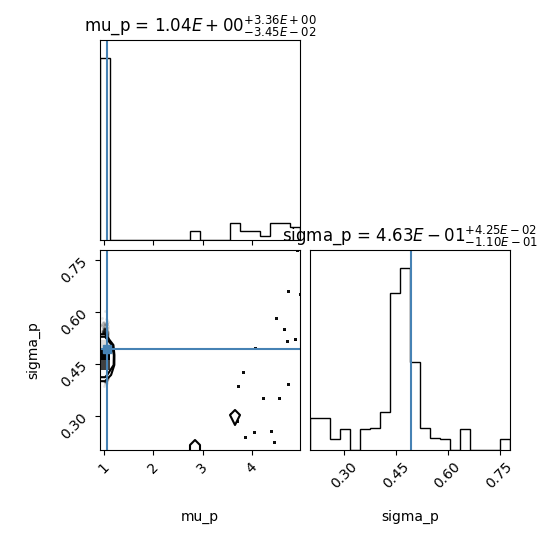 mu_p = 1.04E + 00 +3.36E + 00 −3.45E − 02
sigma_p = 4.63E − 01 +4.25E − 02 −1.10E − 01
0.75
0.60
0.45
0.30
sigma_p
1
2
3
4
mu_p
0.30
0.45
0.60
0.75
sigma_p